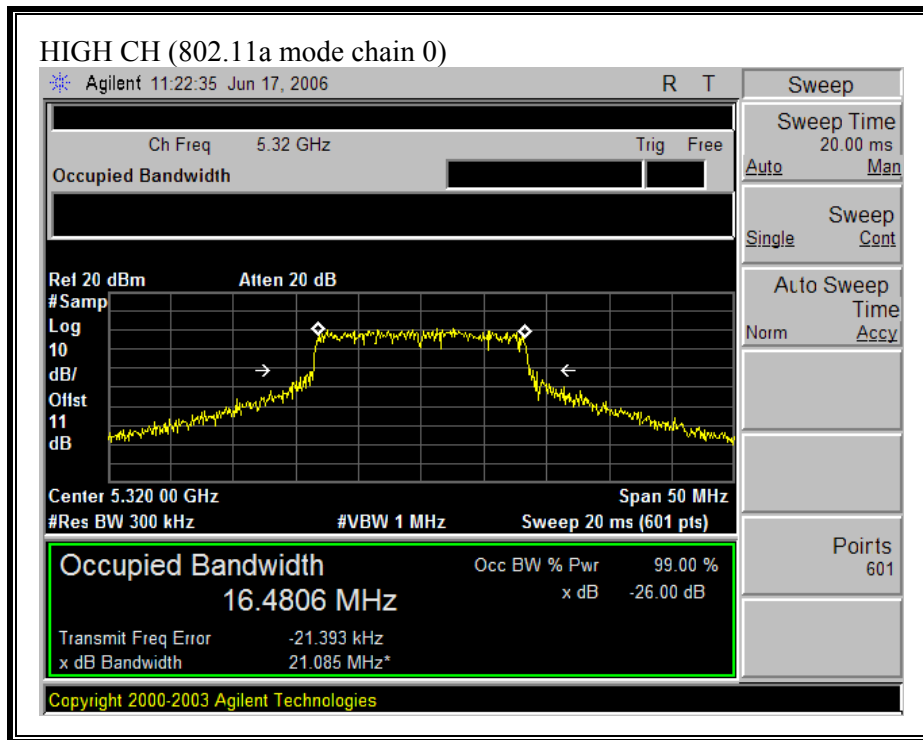 HIGH CH (802.11a mode chain 0)
Agilent 11:22:35 Jun 17, 2006 R T
Ch Freq 5.32 GHz Trig Free
Occupied Bandwidth
Ref 20 dBm Atten 20 dB
#Samp
Log
10
dB/
Offst
11
dB
Center 5.320 00 GHz Span 50 MHz
#Res BW 300 kHz #VBW 1 MHz Sweep 20 ms (601 pts)
Occupied Bandwidth
16.4806 MHz
Occ BW % Pwr 99.00 %
x dB -26.00 dB
Transmit Freq Error -21.393 kHz
x dB Bandwidth 21.085 MHz*
Copyright 2000-2003 Agilent Technologies
Sweep
Sweep Time
20.00 ms
Auto Man
Sweep
Single Cont
Auto Sweep
Time
Norm Accy
Points
601